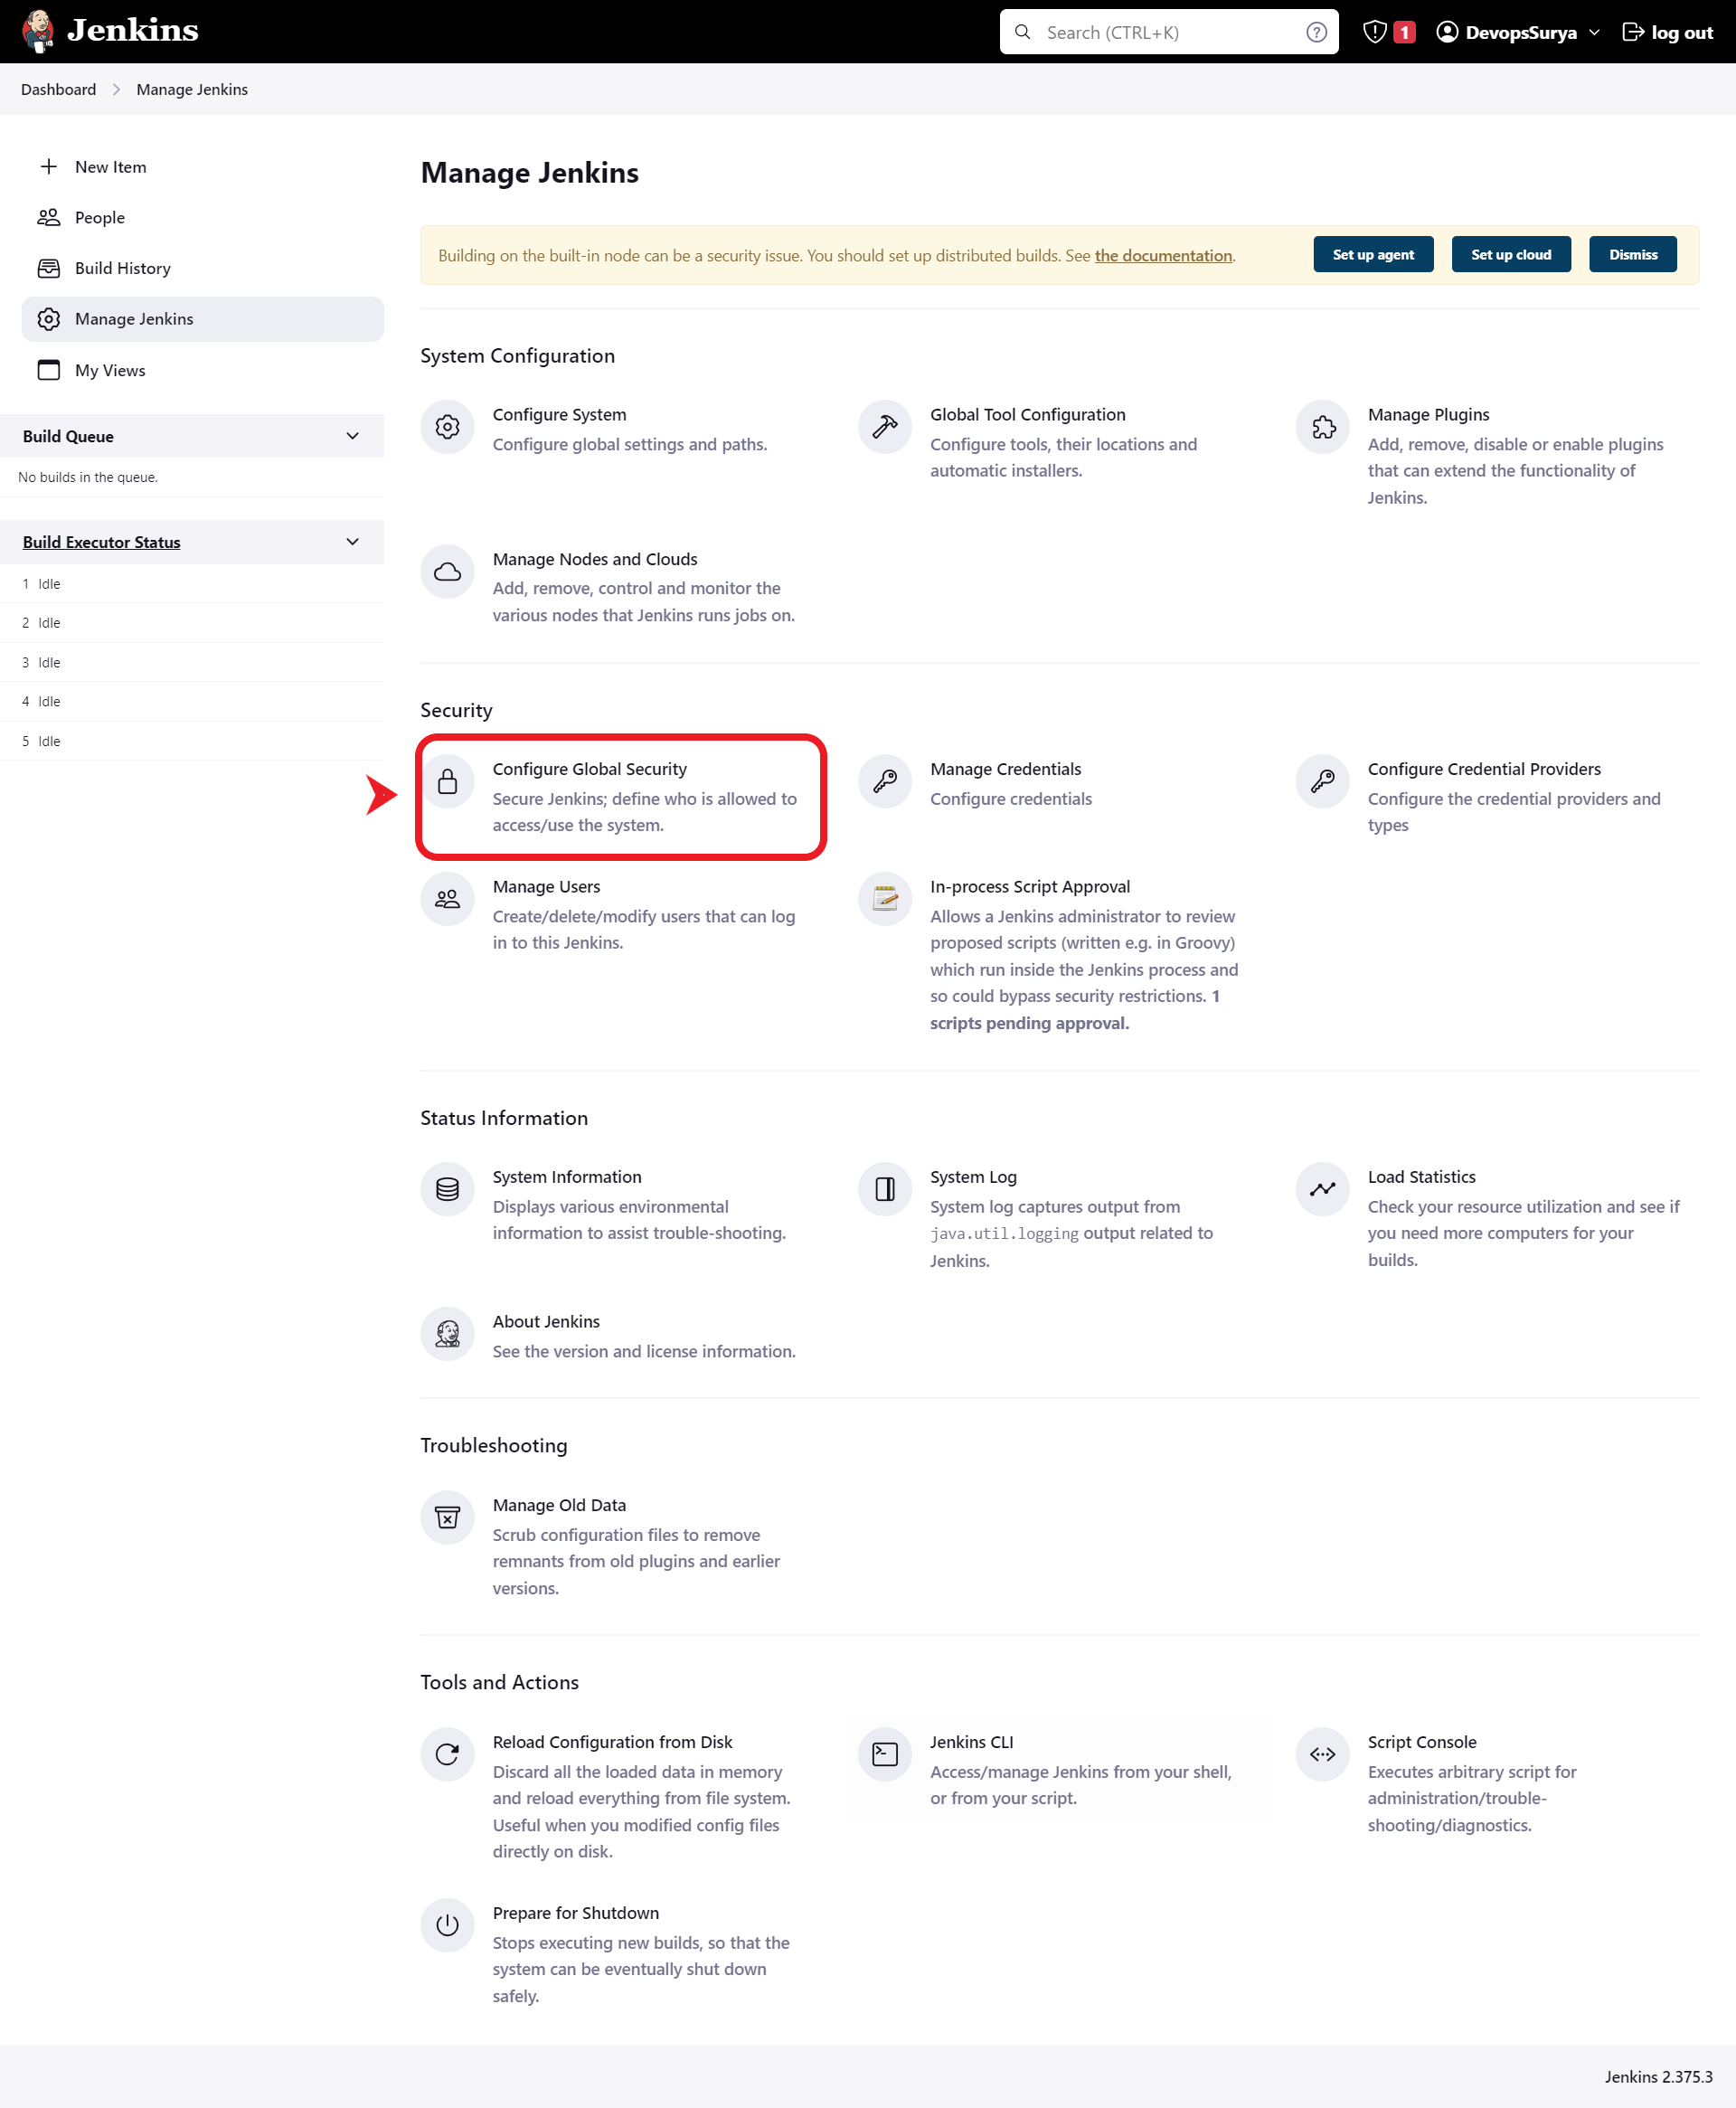 Jenkins
Search (CTRL+K)
?
1
DevopsSurya
log out
Dashboard
Manage Jenkins
New Item
People
Build History
Manage Jenkins
My Views
Build Queue
No builds in the queue.
Build Executor Status
1 Idle
2 Idle
3 Idle
4 Idle
5 Idle
Manage Jenkins
Building on the built-in node can be a security issue. You should set up distributed builds. See the documentation.
Set up agent
Set up cloud
Dismiss
System Configuration
Configure System
Configure global settings and paths.
Global Tool Configuration
Configure tools, their locations and
automatic installers.
Manage Plugins
Add, remove, disable or enable plugins
that can extend the functionality of
Jenkins.
Manage Nodes and Clouds
Add, remove, control and monitor the
various nodes that Jenkins runs jobs on.
Security
Configure Global Security
Secure Jenkins; define who is allowed to
access/use the system.
Manage Credentials
Configure credentials
Configure Credential Providers
Configure the credential providers and
types
Manage Users
Create/delete/modify users that can log
in to this Jenkins.
In-process Script Approval
Allows a Jenkins administrator to review
proposed scripts (written e.g. in Groovy)
which run inside the Jenkins process and
so could bypass security restrictions. 1
scripts pending approval.
Status Information
System Information
Displays various environmental
information to assist trouble-shooting.
System Log
System log captures output from
java.util.logging output related to
Jenkins.
Load Statistics
Check your resource utilization and see if
you need more computers for your
builds.
About Jenkins
See the version and license information.
Troubleshooting
Manage Old Data
Scrub configuration files to remove
remnants from old plugins and earlier
versions.
Tools and Actions
Reload Configuration from Disk
Discard all the loaded data in memory
and reload everything from file system.
Useful when you modified config files
directly on disk.
Jenkins CLI
Access/manage Jenkins from your shell,
or from your script.
Script Console
Executes arbitrary script for
administration/trouble-
shooting/diagnostics.
Prepare for Shutdown
Stops executing new builds, so that the
system can be eventually shut down
safely.
Jenkins 2.375.3